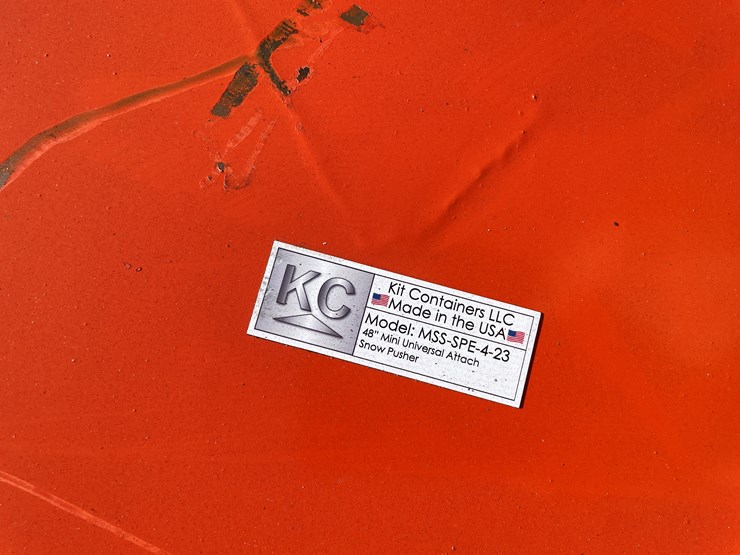 KC
Kit Containers LLC
Made in the USA
Model: MSS-SPE-4-23
48" Mini Universal Attach
Snow Pusher